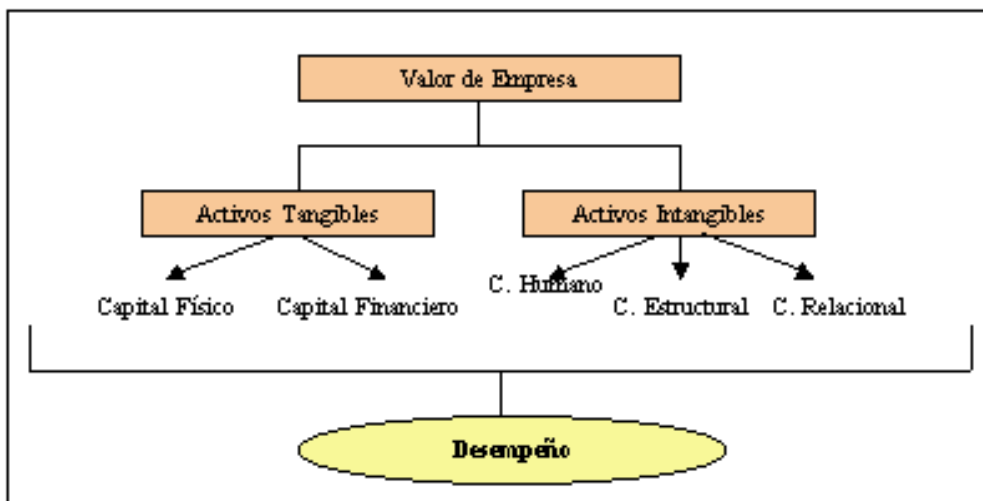 Valor de Empresa
Activos Tangibles
Activos Intangibles
C. Humano
Capital Físico
Capital Financiero
C. Estructural
C. Relacional
Desempeño